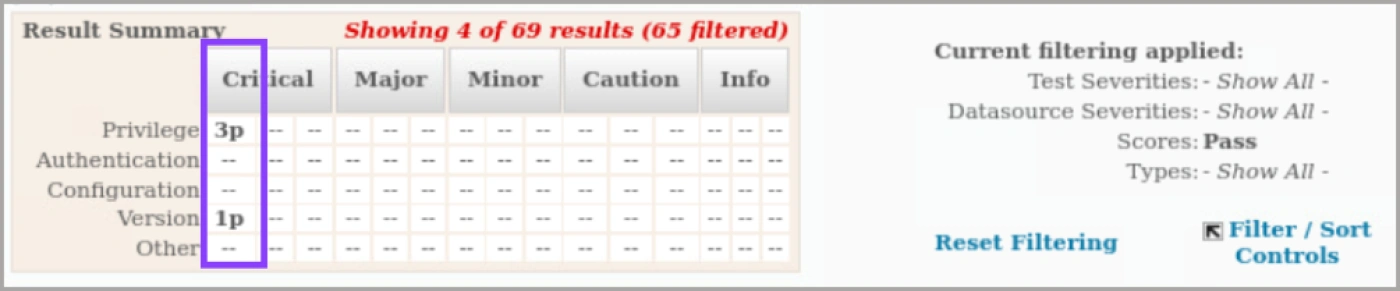 Result Summary Showing 4 of 69 results (65 filtered)
Critical Major Minor Caution Info
Privilege 3p -- -- -- -- -- -- -- -- -- -- -- -- -- --
Authentication -- -- -- -- -- -- -- -- -- -- -- -- -- -- --
Configuration -- -- -- -- -- -- -- -- -- -- -- -- -- -- --
Version 1p -- -- -- -- -- -- -- -- -- -- -- -- -- --
Other -- -- -- -- -- -- -- -- -- -- -- -- -- -- --
Current filtering applied:
Test Severities: - Show All -
Datasource Severities: - Show All -
Scores: Pass
Types: - Show All -
Reset Filtering
Filter / Sort
Controls